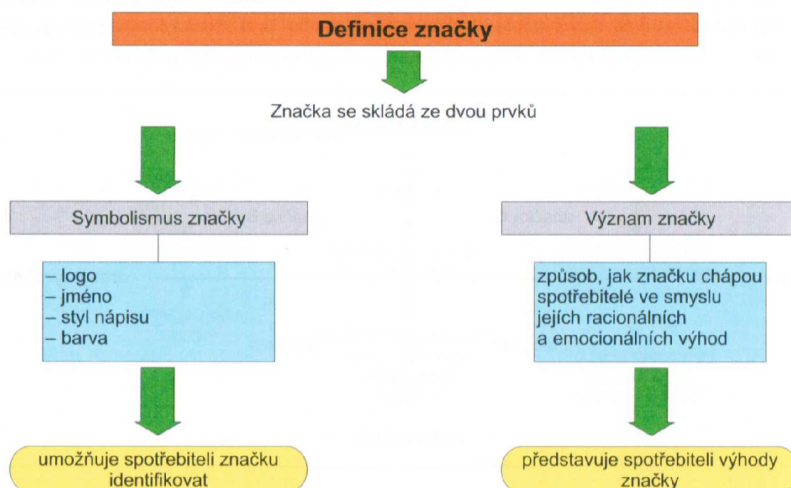 Definice značky
Značka se skládá ze dvou prvků
Symbolismus značky
– logo
– jméno
– styl nápisu
– barva
umožňuje spotřebiteli značku
identifikovat
Význam značky
způsob, jak značku chápou
spotřebitelé ve smyslu
jejích racionálních
a emocionálních výhod
představuje spotřebiteli výhody
značky